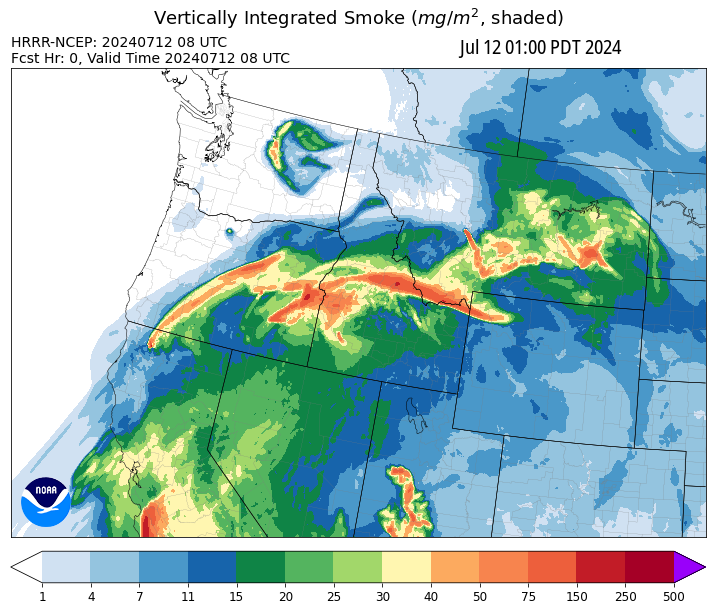 Vertically Integrated Smoke (mg/m², shaded)
HRRR-NCEP: 20240712 08 UTC
Fcst Hr: 0, Valid Time 20240712 08 UTC
Jul 12 01:00 PDT 2024
NOAA
1 4 7 11 15 20 25 30 40 50 75 150 250 500